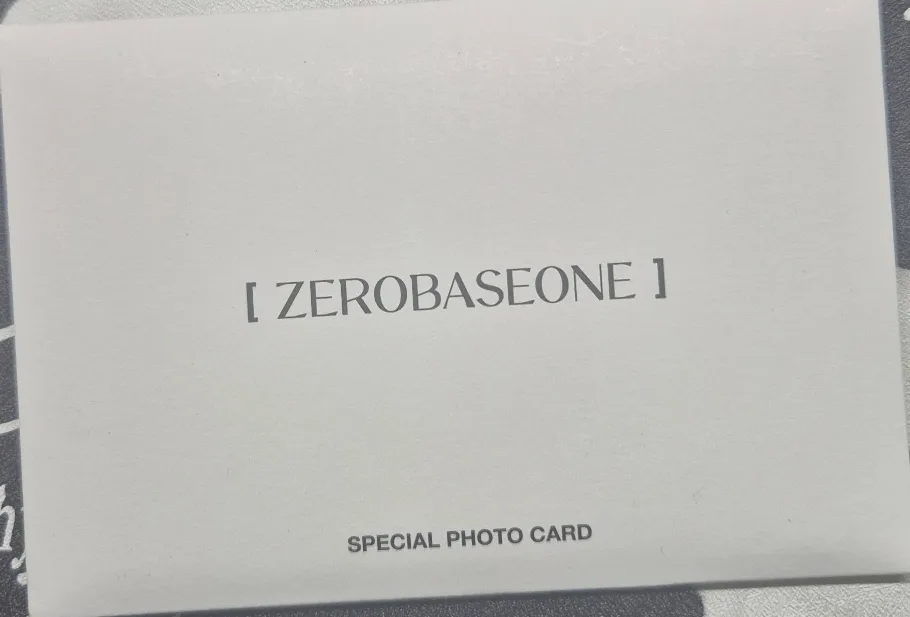 [ ZEROBASEONE ]
SPECIAL PHOTO CARD